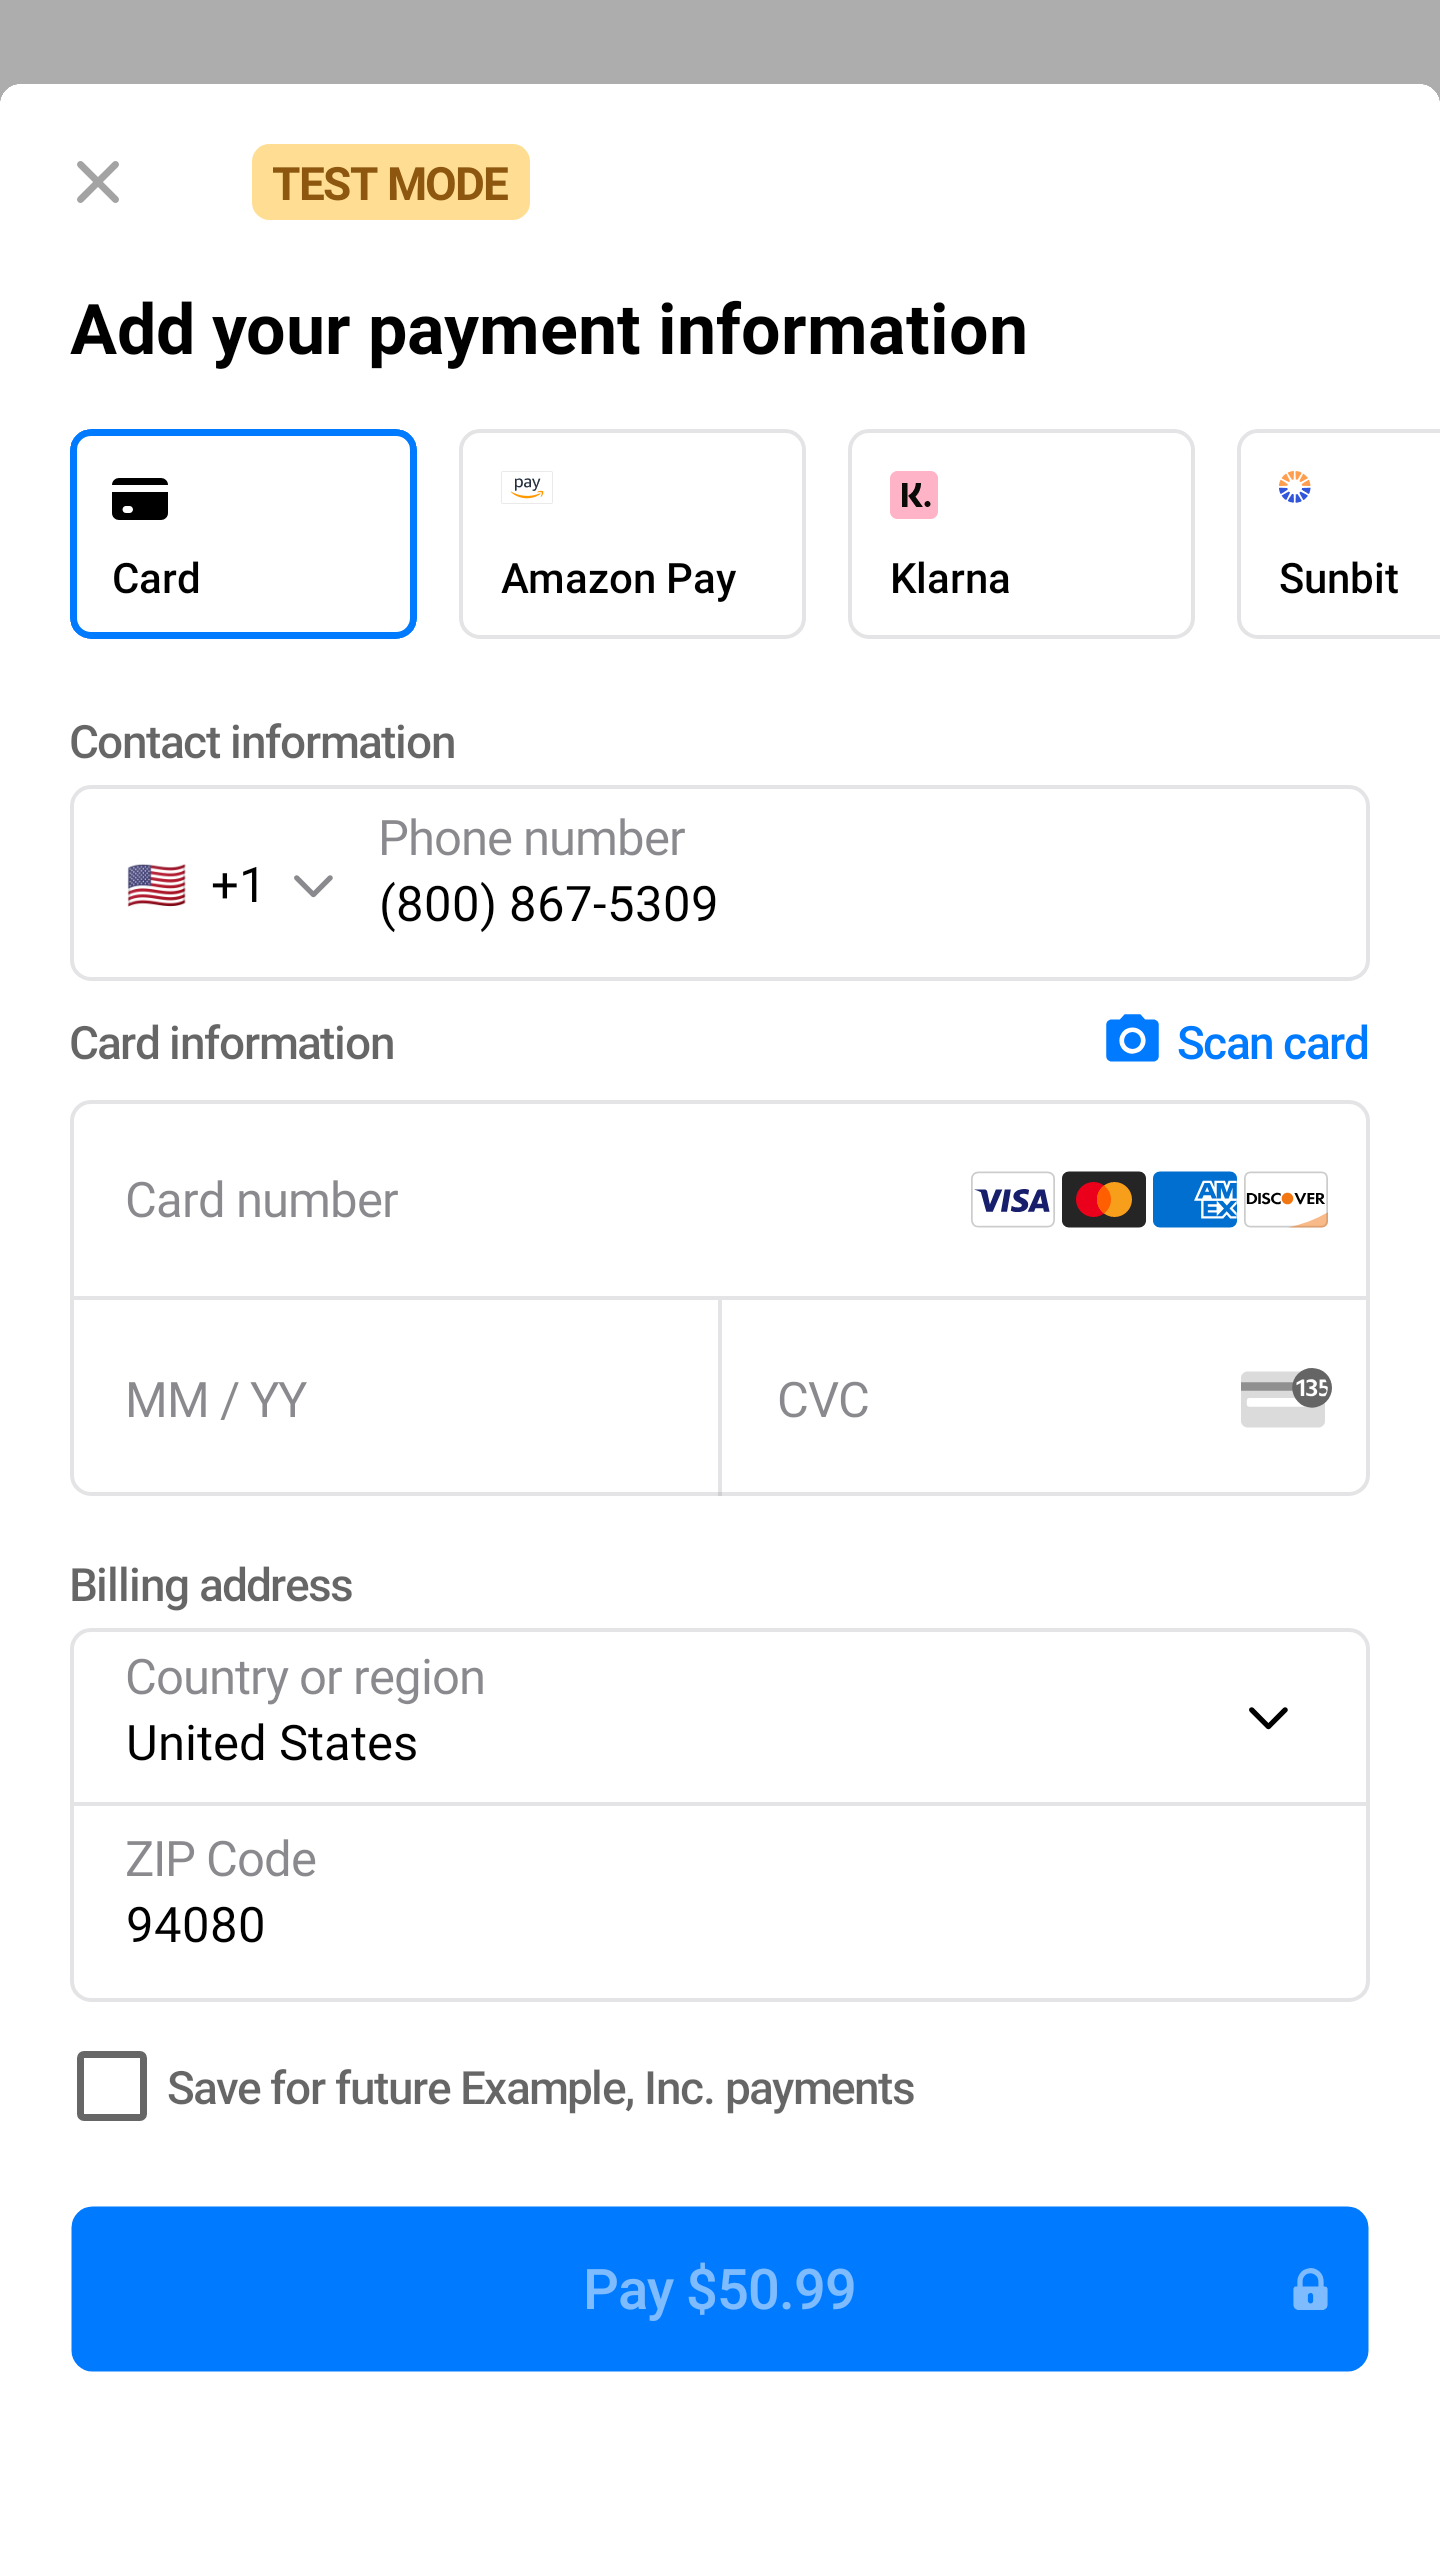 TEST MODE
Add your payment information
Card
pay
Amazon Pay
K.
Klarna
Sunbit
Contact information
🇺🇸 +1
Phone number
(800) 867-5309
Card information
Scan card
Card number
VISA
AM
EX
DISCOVER
MM / YY
CVC
135
Billing address
Country or region
United States
ZIP Code
94080
Save for future Example, Inc. payments
Pay $50.99